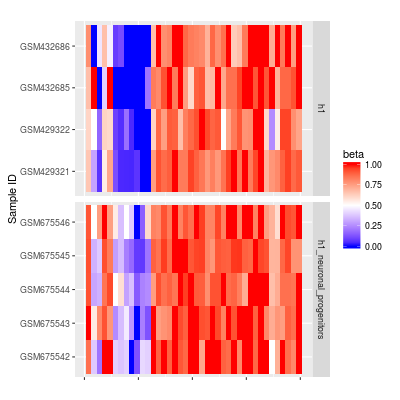 GSM432686
GSM432685
GSM429322
GSM429321
h1
GSM675546
GSM675545
GSM675544
GSM675543
GSM675542
h1_neuronal_progenitors
Sample ID
beta
1.00
0.75
0.50
0.25
0.00